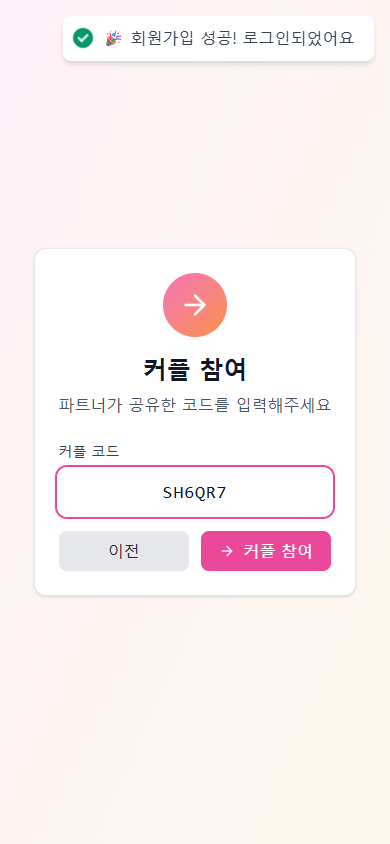 🎉 회원가입 성공! 로그인되었어요
커플 참여
파트너가 공유한 코드를 입력해주세요
커플 코드
SH6QR7
이전
→ 커플 참여